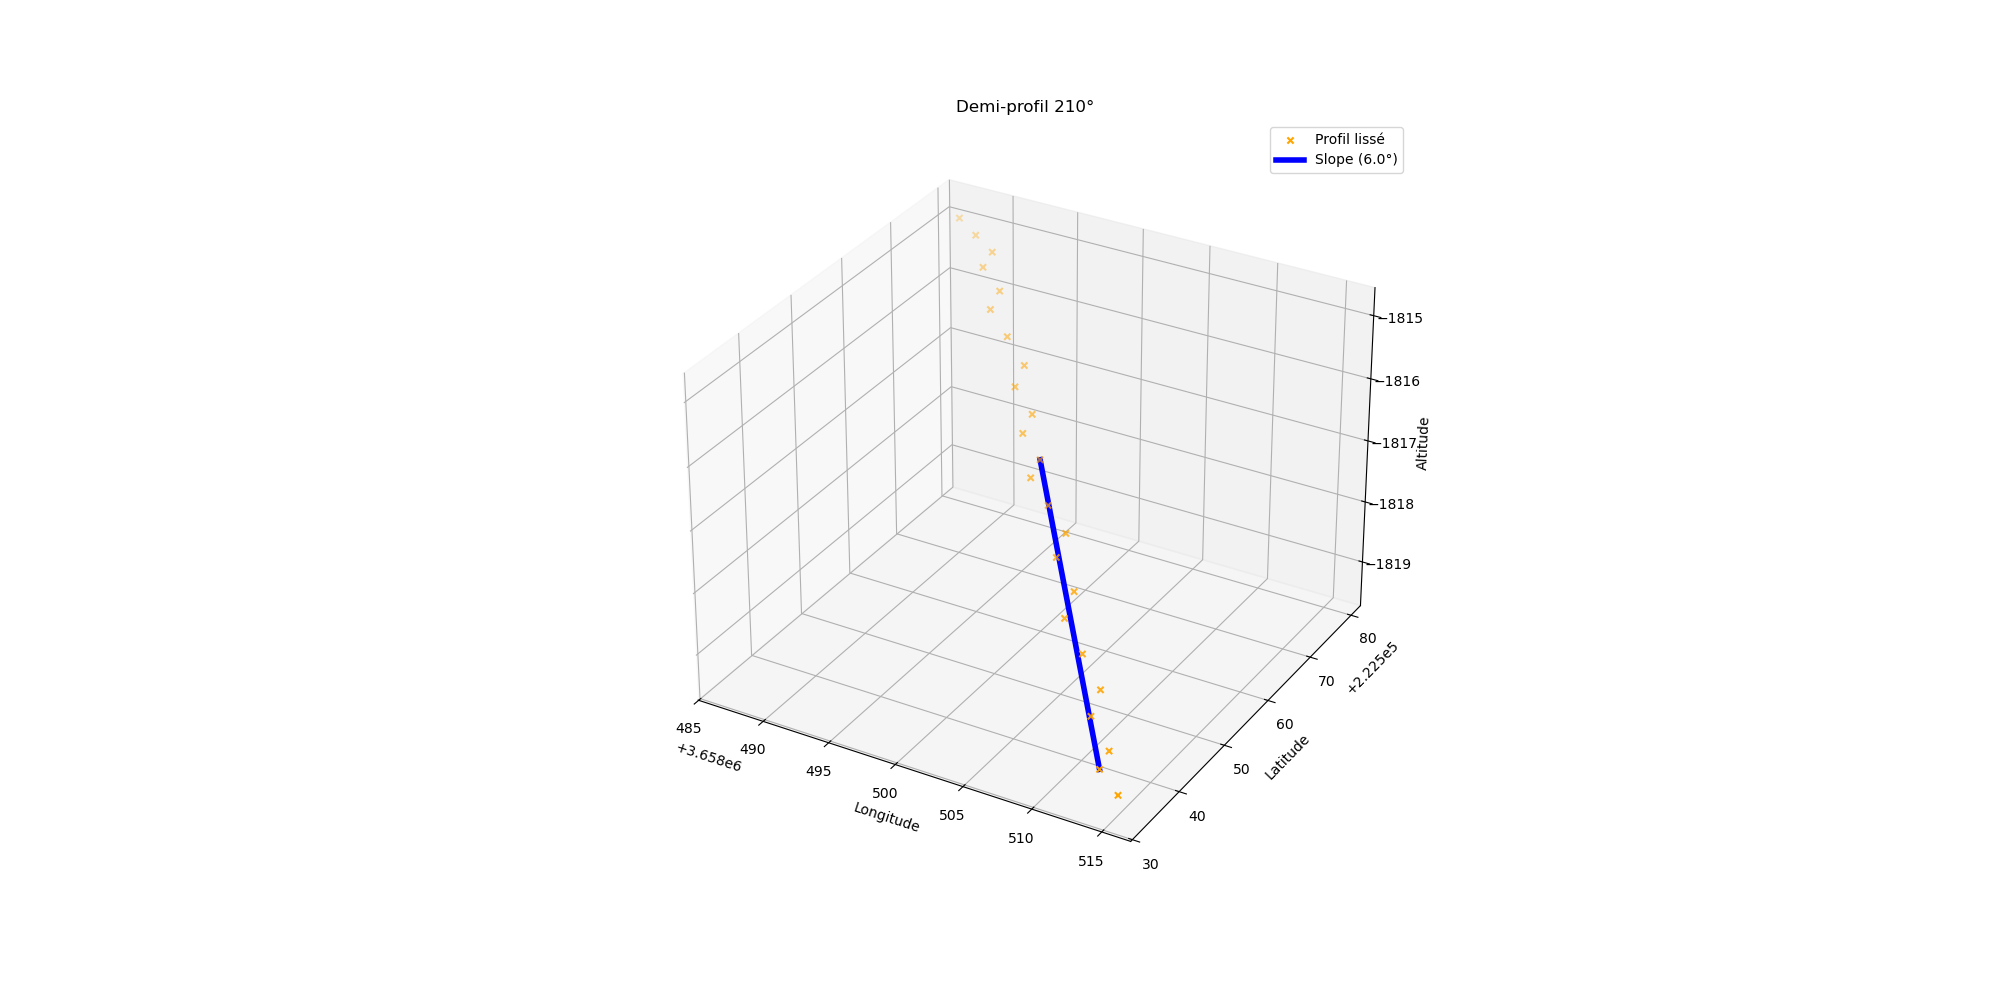 Demi-profil 210°
Profil lissé
Slope (6.0°)
−1815
−1816
−1817
−1818
−1819
Altitude
80
70
60
50
40
30
+2.225e5
Latitude
485
490
495
500
505
510
515
+3.658e6
Longitude